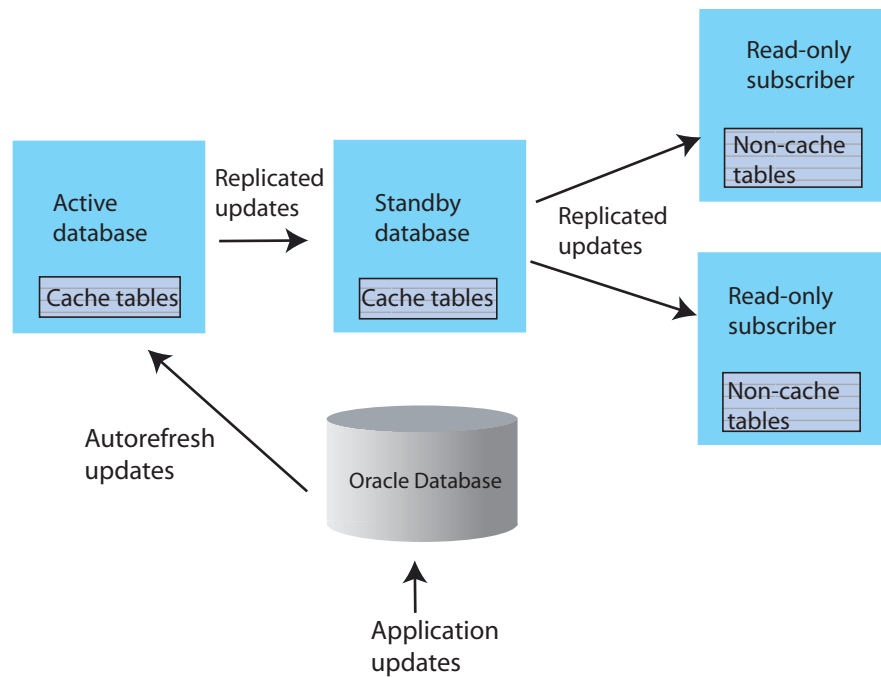 Read-only
subscriber
Non-cache
tables
Active
database
Cache tables
Replicated
updates
Standby
database
Cache tables
Replicated
updates
Read-only
subscriber
Non-cache
tables
Autorefresh
updates
Oracle Database
Application
updates